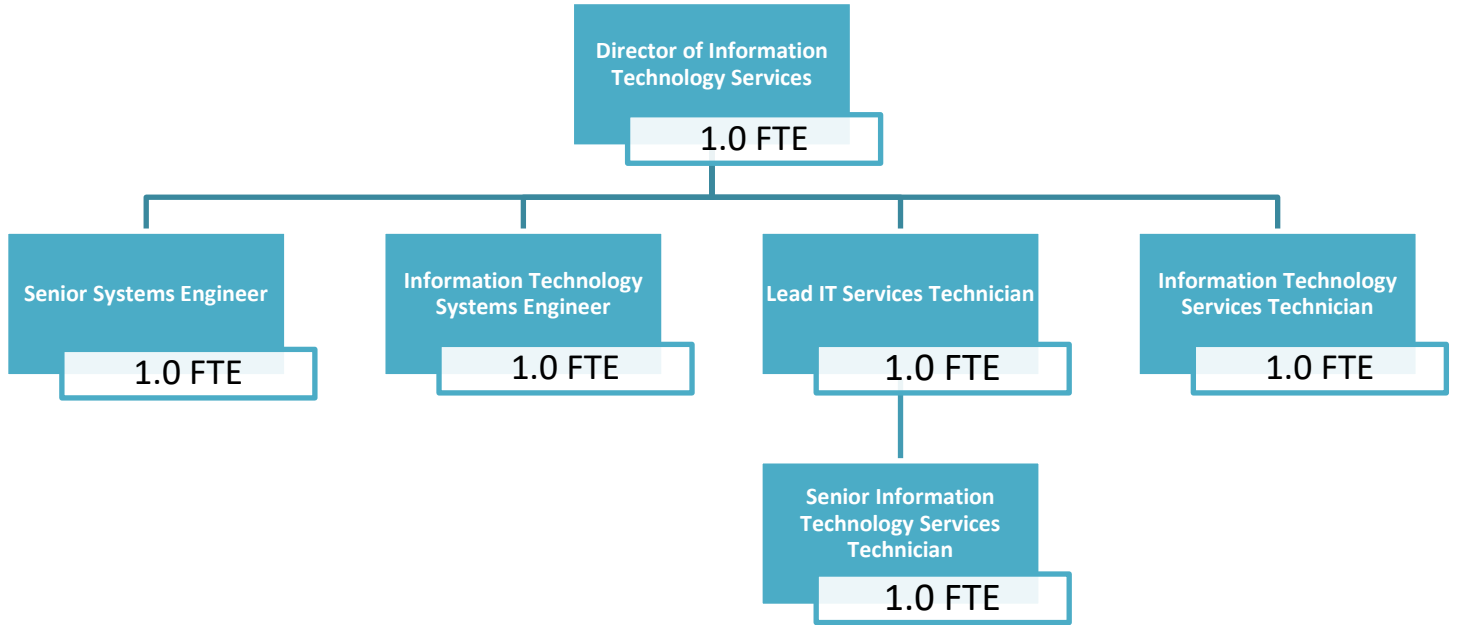 Director of Information
Technology Services
1.0 FTE
Senior Systems Engineer
1.0 FTE
Information Technology
Systems Engineer
1.0 FTE
Lead IT Services Technician
1.0 FTE
Information Technology
Services Technician
1.0 FTE
Senior Information
Technology Services
Technician
1.0 FTE